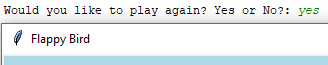 Would you like to play again? Yes or No?: yes
Flappy Bird